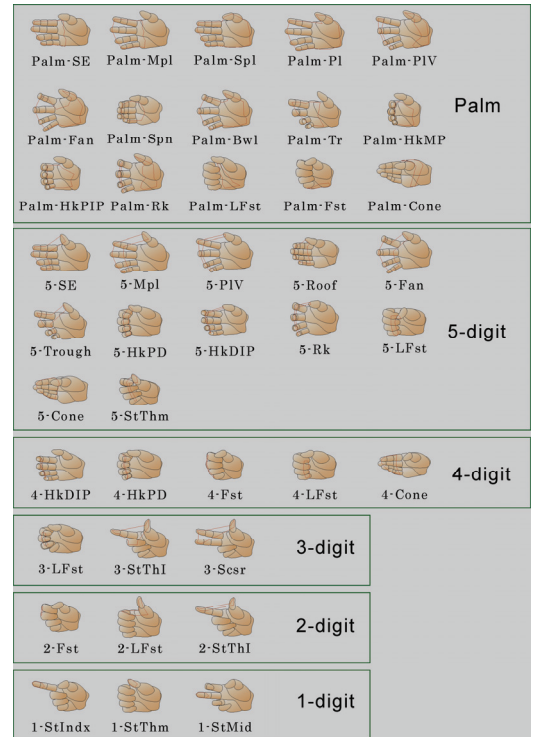 Palm-SE Palm-Mpl Palm-Spl Palm-Pl Palm-PlV
Palm
Palm-Fan Palm-Spn Palm-Bwl Palm-Tr Palm-HkMP
Palm-HkPIP Palm-Rk Palm-LFst Palm-Fst Palm-Cone
5-SE 5-Mpl 5-PlV 5-Roof 5-Fan
5-digit
5-Trough 5-HkPD 5-HkDIP 5-Rk 5-LFst
5-Cone 5-StThm
4-digit
4-HkDIP 4-HkPD 4-Fst 4-LFst 4-Cone
3-digit
3-LFst 3-StThI 3-Scsr
2-digit
2-Fst 2-LFst 2-StThI
1-digit
1-StIndx 1-StThm 1-StMid